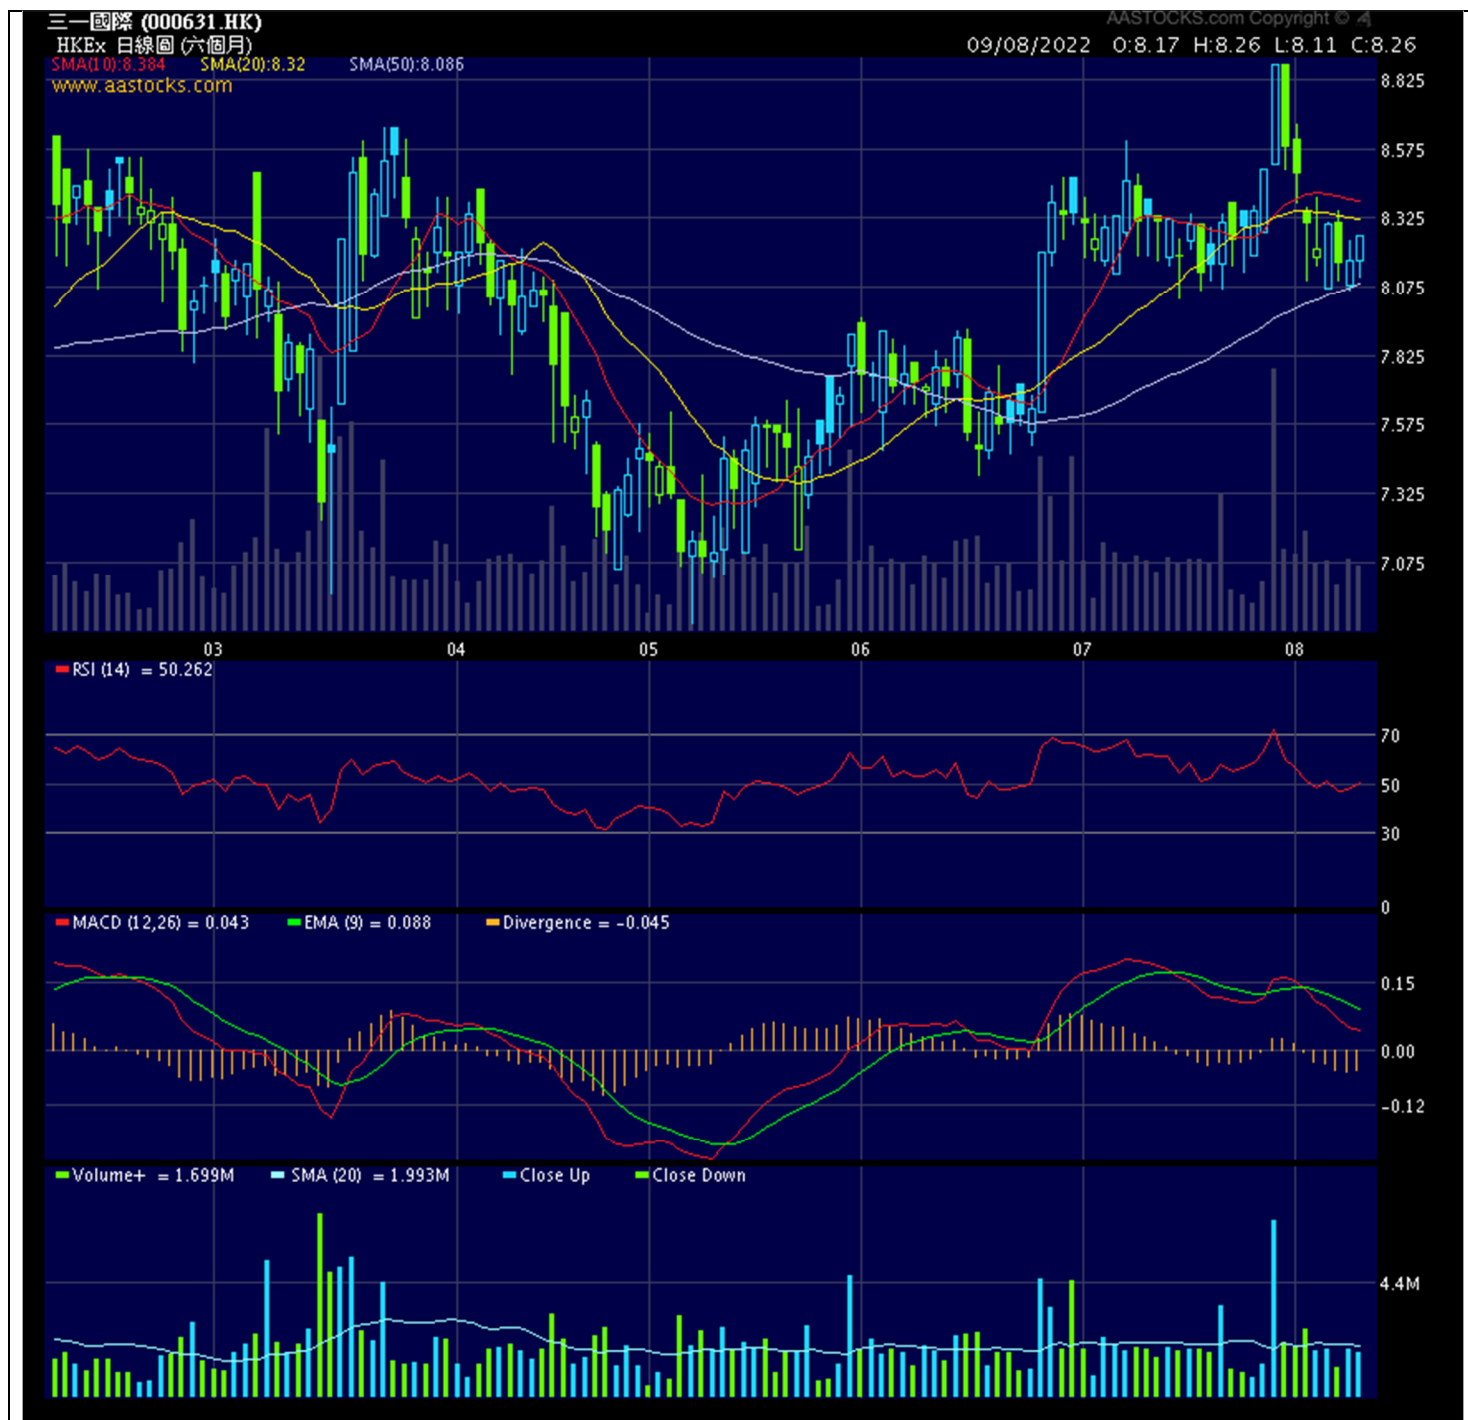 三一國際 (000631.HK)
AASTOCKS.com Copyright ©
HKEx 日線圖 (六個月)
09/08/2022 O:8.17 H:8.26 L:8.11 C:8.26
SMA(10):8.384 SMA(20):8.32 SMA(50):8.086
www.aastocks.com
8.825
8.575
8.325
8.075
7.825
7.575
7.325
7.075
03 04 05 06 07 08
RSI (14) = 50.262
70
50
30
0
MACD (12,26) = 0.043 EMA (9) = 0.088 Divergence = -0.045
0.15
0.00
-0.12
Volume+ = 1.699M SMA (20) = 1.993M Close Up Close Down
4.4M